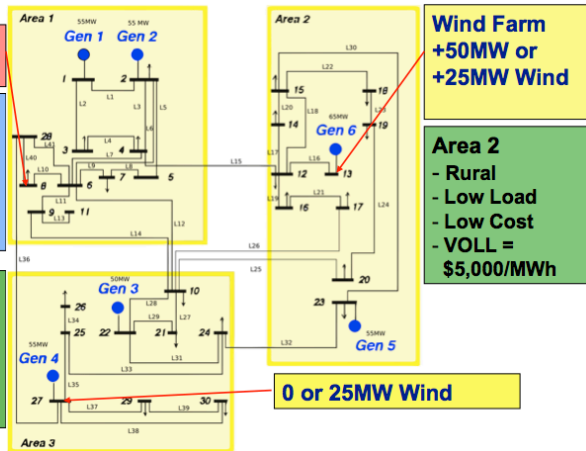 Area 1
55MW
55 MW
Gen 1
Gen 2
1
2
L1
L2
L3
L5
L6
3
L4
4
L7
28
L41
L40
L10
8
6
L9
L8
7
5
L11
9
11
L13
L12
L14
L15
L36
Area 2
L30
15
L22
18
L20
L18
L23
19
14
65MW
Gen 6
L17
L16
12
13
L19
L21
16
17
L24
L26
L25
20
23
55MW
Gen 5
L32
50MW
Gen 3
10
L28
L27
26
L34
L29
22
21
24
25
L31
L33
55MW
Gen 4
L35
27
29
30
L37
L39
L38
Area 3
Wind Farm
+50MW or
+25MW Wind
Area 2
- Rural
- Low Load
- Low Cost
- VOLL =
$5,000/MWh
0 or 25MW Wind